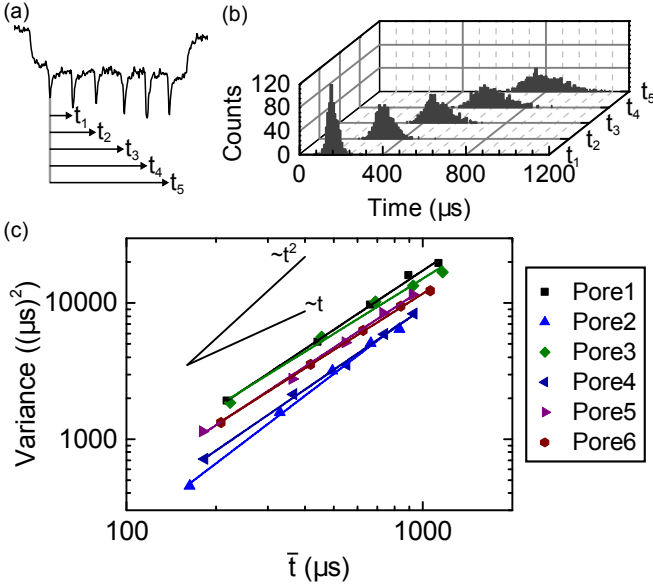 (a)
t₁
t₂
t₃
t₄
t₅
(b)
Counts
120
80
40
0
0 400 800 1200
Time (µs)
t₁
t₂
t₃
t₄
t₅
(c)
~t²
~t
Variance ((µs)²)
10000
1000
100 1000
t̄ (µs)
Pore1
Pore2
Pore3
Pore4
Pore5
Pore6